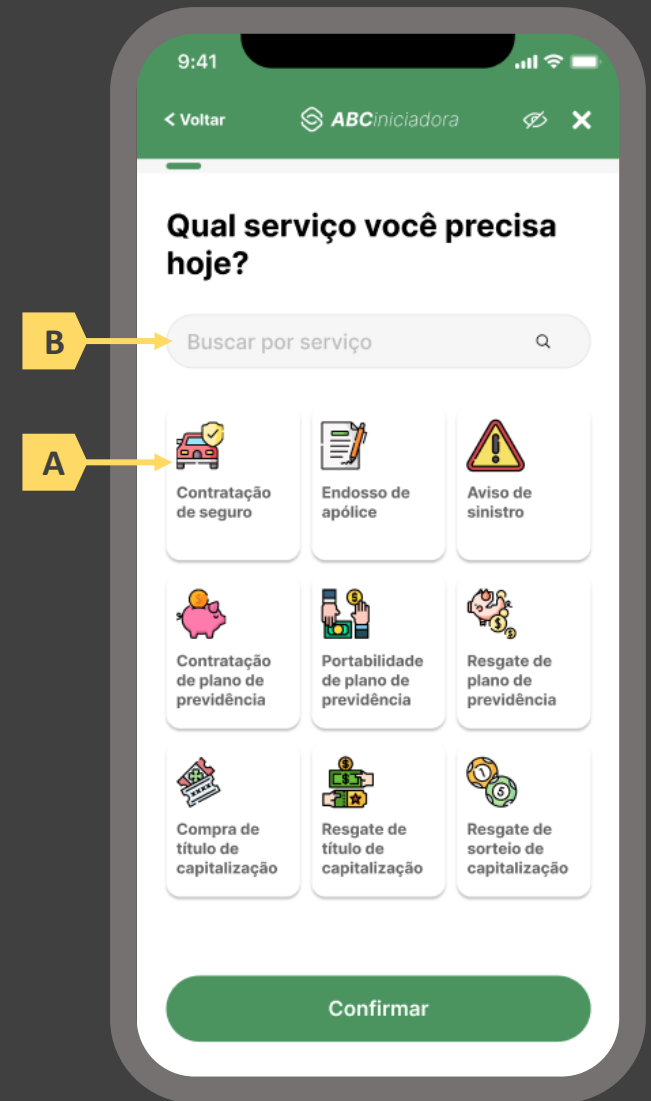 9:41
< Voltar
ABCiniciadora
Qual serviço você precisa
hoje?
B
Buscar por serviço
A
Contratação
de seguro
Endosso de
apólice
Aviso de
sinistro
Contratação
de plano de
previdência
Portabilidade
de plano de
previdência
Resgate de
plano de
previdência
Compra de
título de
capitalização
Resgate de
título de
capitalização
Resgate de
sorteio de
capitalização
Confirmar